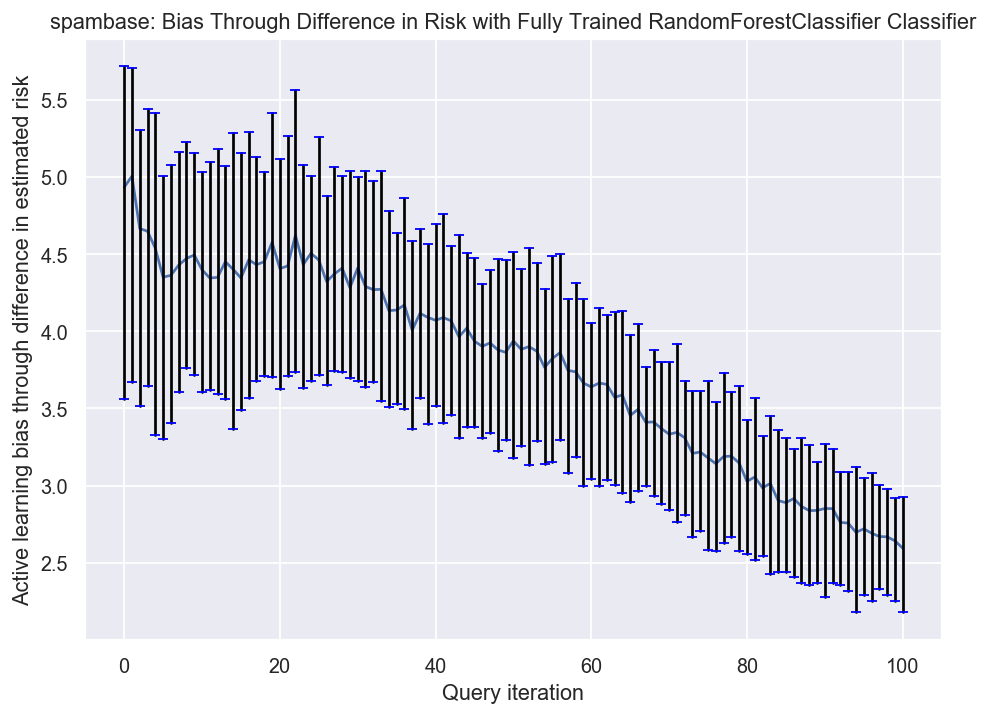 spambase: Bias Through Difference in Risk with Fully Trained RandomForestClassifier Classifier
Active learning bias through difference in estimated risk
5.5
5.0
4.5
4.0
3.5
3.0
2.5
0 20 40 60 80 100
Query iteration